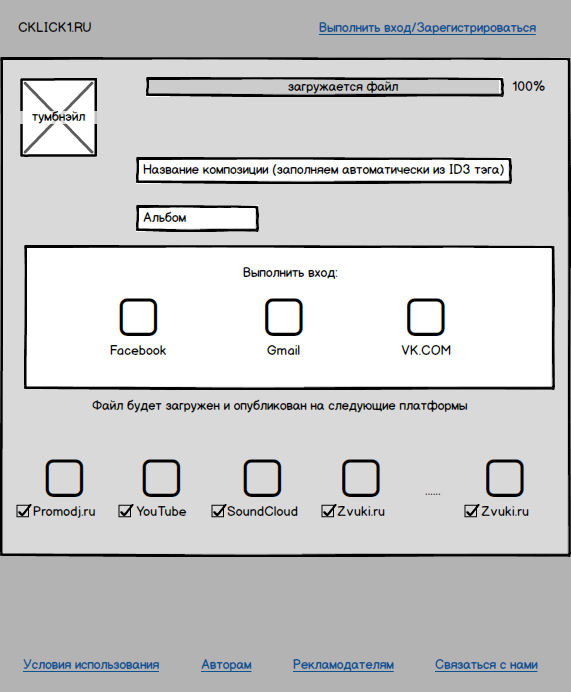 CKLICK1.RU
Выполнить вход/Зарегистрироваться
загружается файл 100%
тумбнэйл
Название композиции (заполняем автоматически из ID3 тэга)
Альбом
Выполнить вход:
Facebook Gmail VK.COM
Файл будет загружен и опубликован на следующие платформы
......
Promodj.ru YouTube SoundCloud Zvuki.ru Zvuki.ru
Условия использования Авторам Рекламодателям Связаться с нами